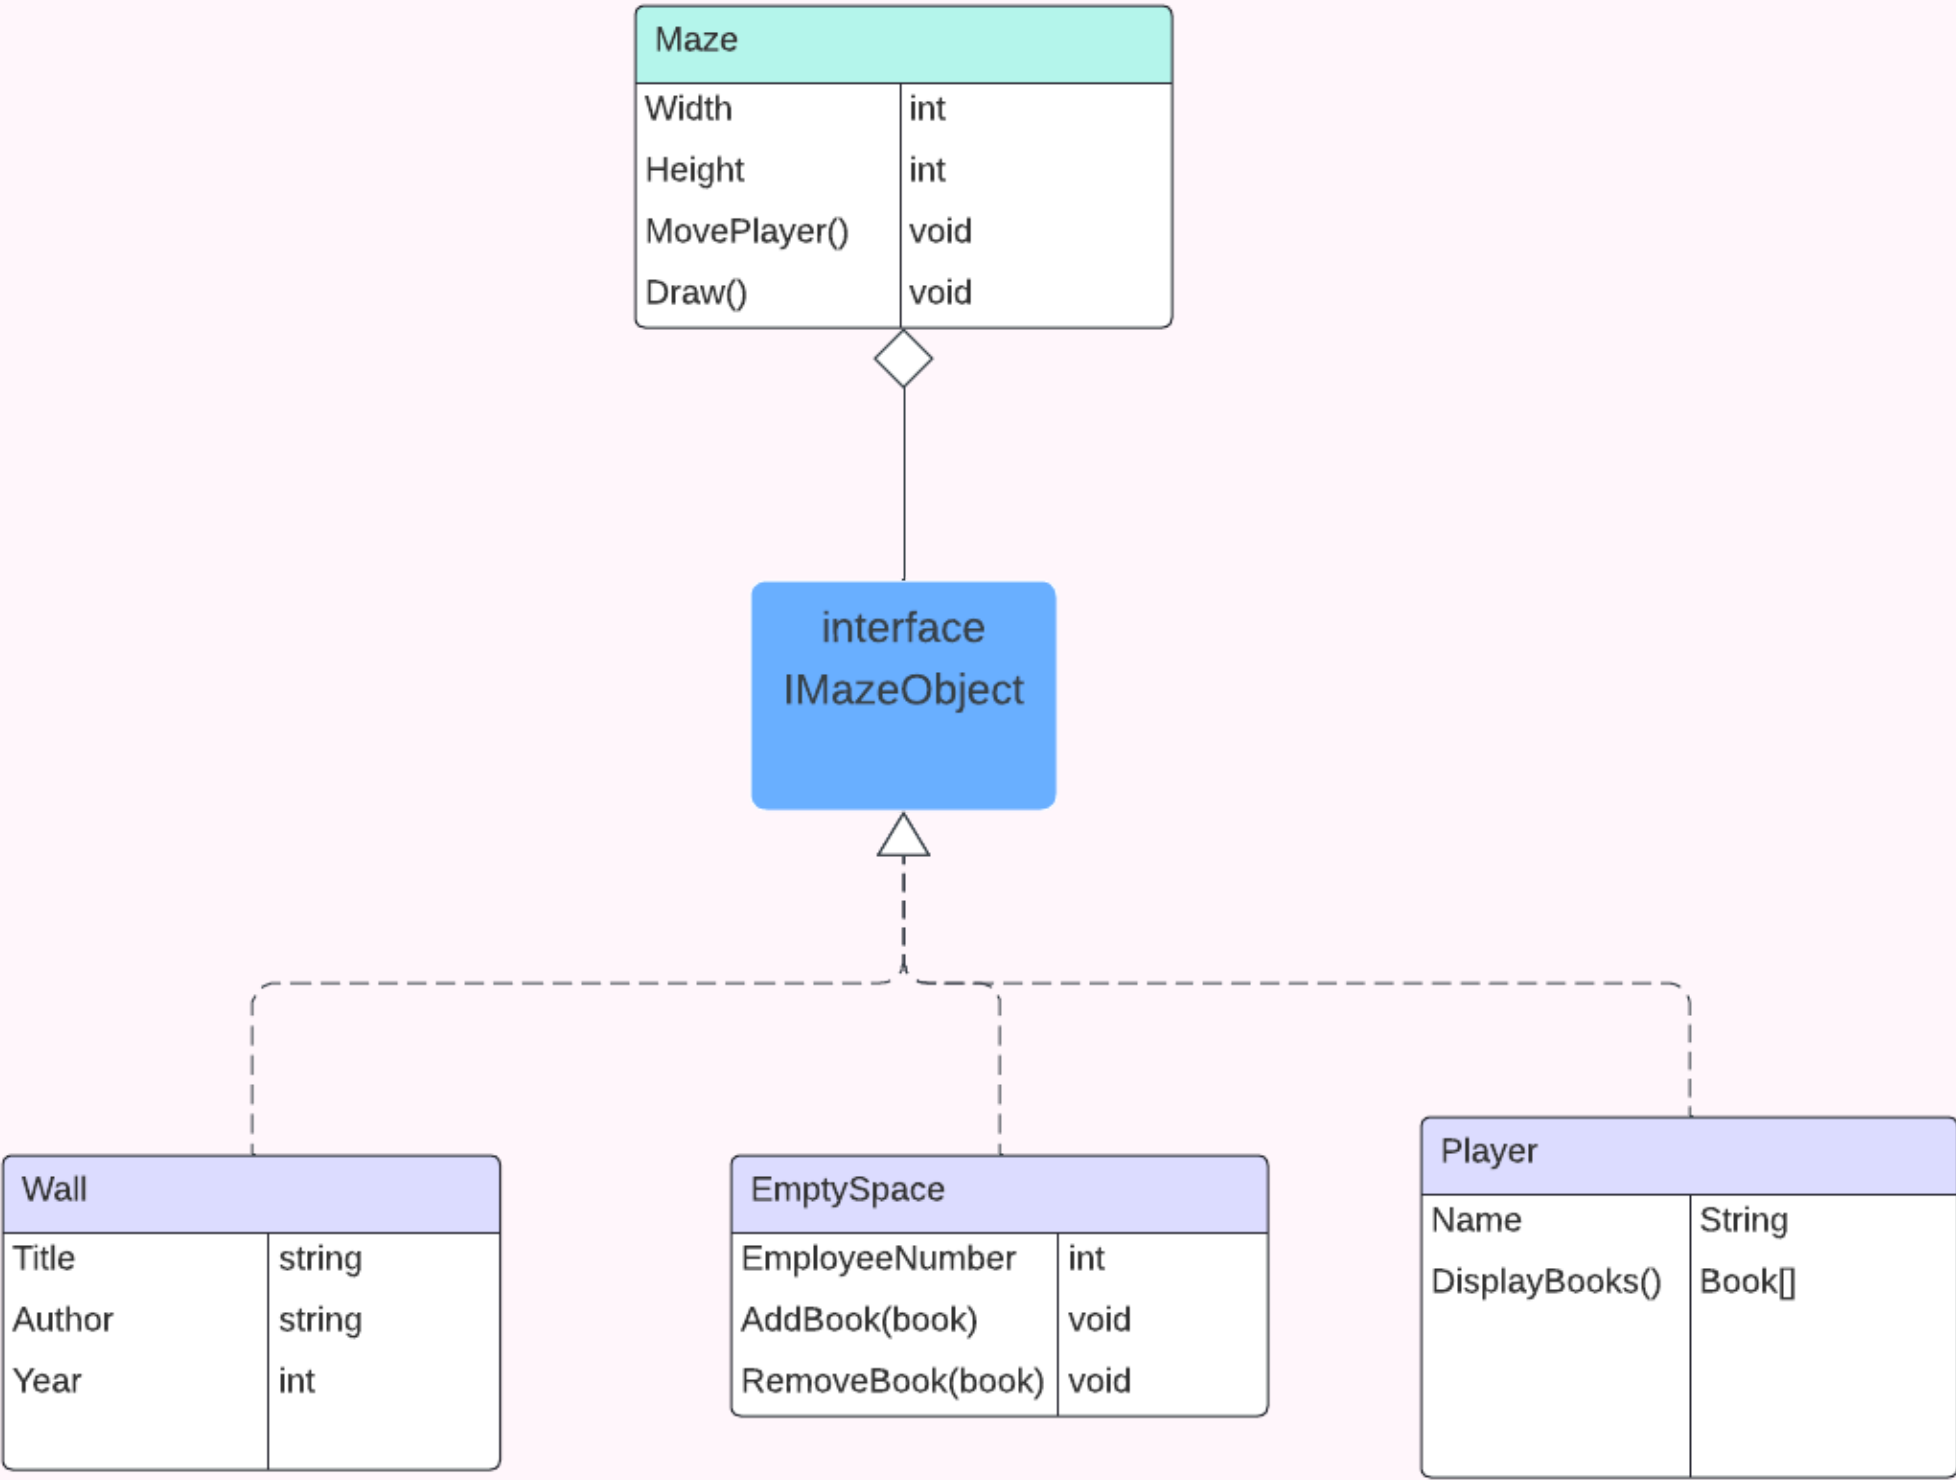 Maze
Width int
Height int
MovePlayer() void
Draw() void
interface
IMazeObject
Wall
Title string
Author string
Year int
EmptySpace
EmployeeNumber int
AddBook(book) void
RemoveBook(book) void
Player
Name String
DisplayBooks() Book[]